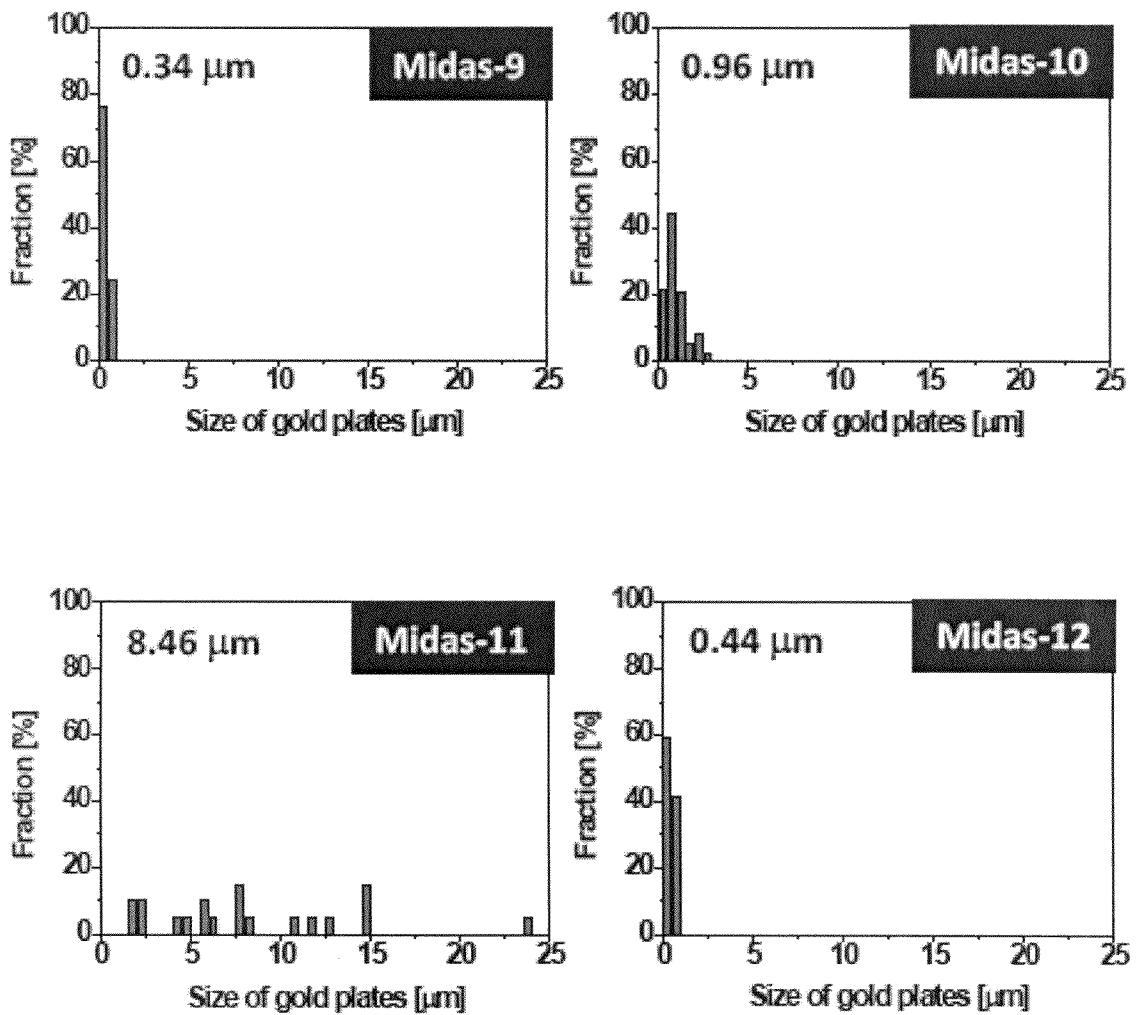 0.34 μm
Midas-9
Fraction [%]
100
80
60
40
20
0
0 5 10 15 20 25
Size of gold plates [μm]
0.96 μm
Midas-10
Fraction [%]
100
80
60
40
20
0
0 5 10 15 20 25
Size of gold plates [μm]
8.46 μm
Midas-11
Fraction [%]
100
80
60
40
20
0
0 5 10 15 20 25
Size of gold plates [μm]
0.44 μm
Midas-12
Fraction [%]
100
80
60
40
20
0
0 5 10 15 20 25
Size of gold plates [μm]